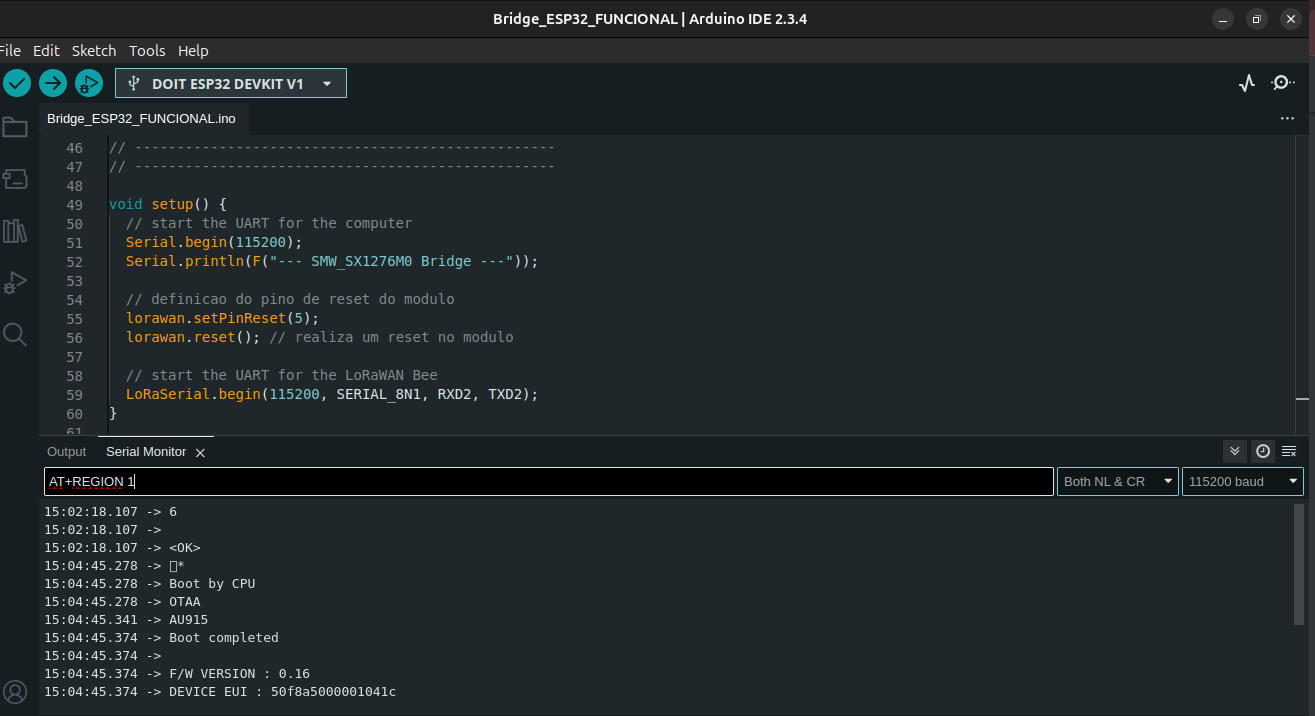 Bridge_ESP32_FUNCIONAL | Arduino IDE 2.3.4
File Edit Sketch Tools Help
DOIT ESP32 DEVKIT V1
Bridge_ESP32_FUNCIONAL.ino
46 // --------------------------------------------------
47 // --------------------------------------------------
48
49 void setup() {
50 // start the UART for the computer
51 Serial.begin(115200);
52 Serial.println(F("--- SMW_SX1276M0 Bridge ---"));
53
54 // definicao do pino de reset do modulo
55 lorawan.setPinReset(5);
56 lorawan.reset(); // realiza um reset no modulo
57
58 // start the UART for the LoRaWAN Bee
59 LoRaSerial.begin(115200, SERIAL_8N1, RXD2, TXD2);
60 }
61
Output Serial Monitor
AT+REGION 1 Both NL & CR 115200 baud
15:02:18.107 -> 6
15:02:18.107 ->
15:02:18.107 -> <OK>
15:04:45.278 -> □*
15:04:45.278 -> Boot by CPU
15:04:45.278 -> OTAA
15:04:45.341 -> AU915
15:04:45.374 -> Boot completed
15:04:45.374 ->
15:04:45.374 -> F/W VERSION : 0.16
15:04:45.374 -> DEVICE EUI : 50f8a5000001041c